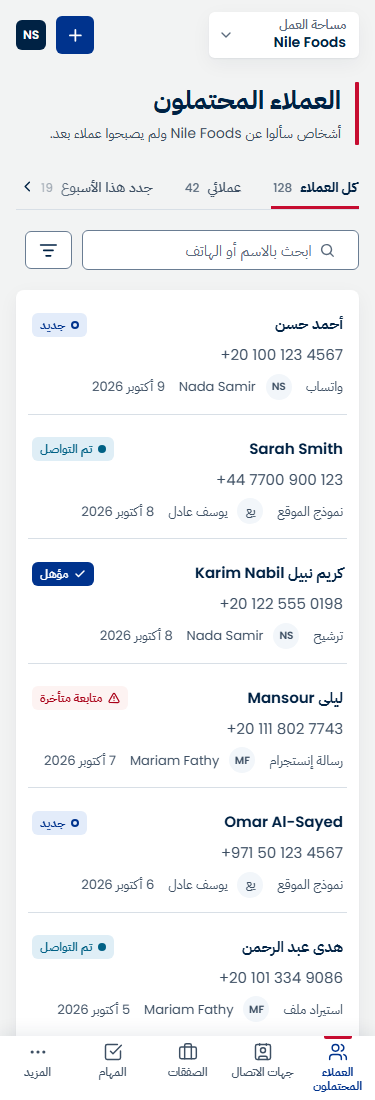 مساحة العمل
Nile Foods
NS
العملاء المحتملون
أشخاص سألوا عن Nile Foods ولم يصبحوا عملاء بعد.
كل العملاء 128 عملائي 42 جدد هذا الأسبوع 19
ابحث بالاسم أو الهاتف
أحمد حسن جديد
+20 100 123 4567
واتساب NS Nada Samir 9 أكتوبر 2026
Sarah Smith تم التواصل
+44 7700 900 123
نموذج الموقع يع يوسف عادل 8 أكتوبر 2026
كريم نبيل Karim Nabil مؤهل
+20 122 555 0198
ترشيح NS Nada Samir 8 أكتوبر 2026
ليلى Mansour متابعة متأخرة
+20 111 802 7743
رسالة إنستجرام MF Mariam Fathy 7 أكتوبر 2026
Omar Al-Sayed جديد
+971 50 123 4567
نموذج الموقع يع يوسف عادل 6 أكتوبر 2026
هدى عبد الرحمن تم التواصل
+20 101 334 9086
استيراد ملف MF Mariam Fathy 5 أكتوبر 2026
العملاء المحتملون
جهات الاتصال
الصفقات
المهام
المزيد